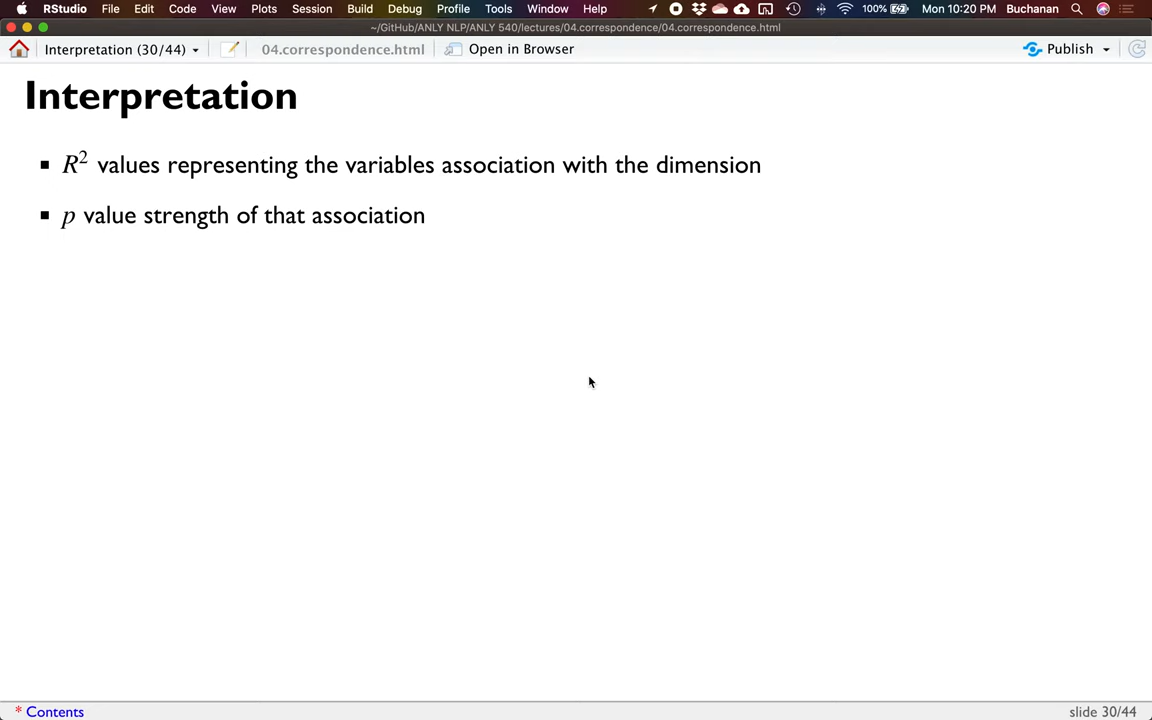 RStudio File Edit Code View Plots Session Build Debug Profile Tools Window Help 100% Mon 10:20 PM Buchanan
~/GitHub/ANLY NLP/ANLY 540/lectures/04.correspondence/04.correspondence.html
Interpretation (30/44) 04.correspondence.html Open in Browser Publish
Interpretation
▪ R² values representing the variables association with the dimension
▪ p value strength of that association
* Contents slide 30/44